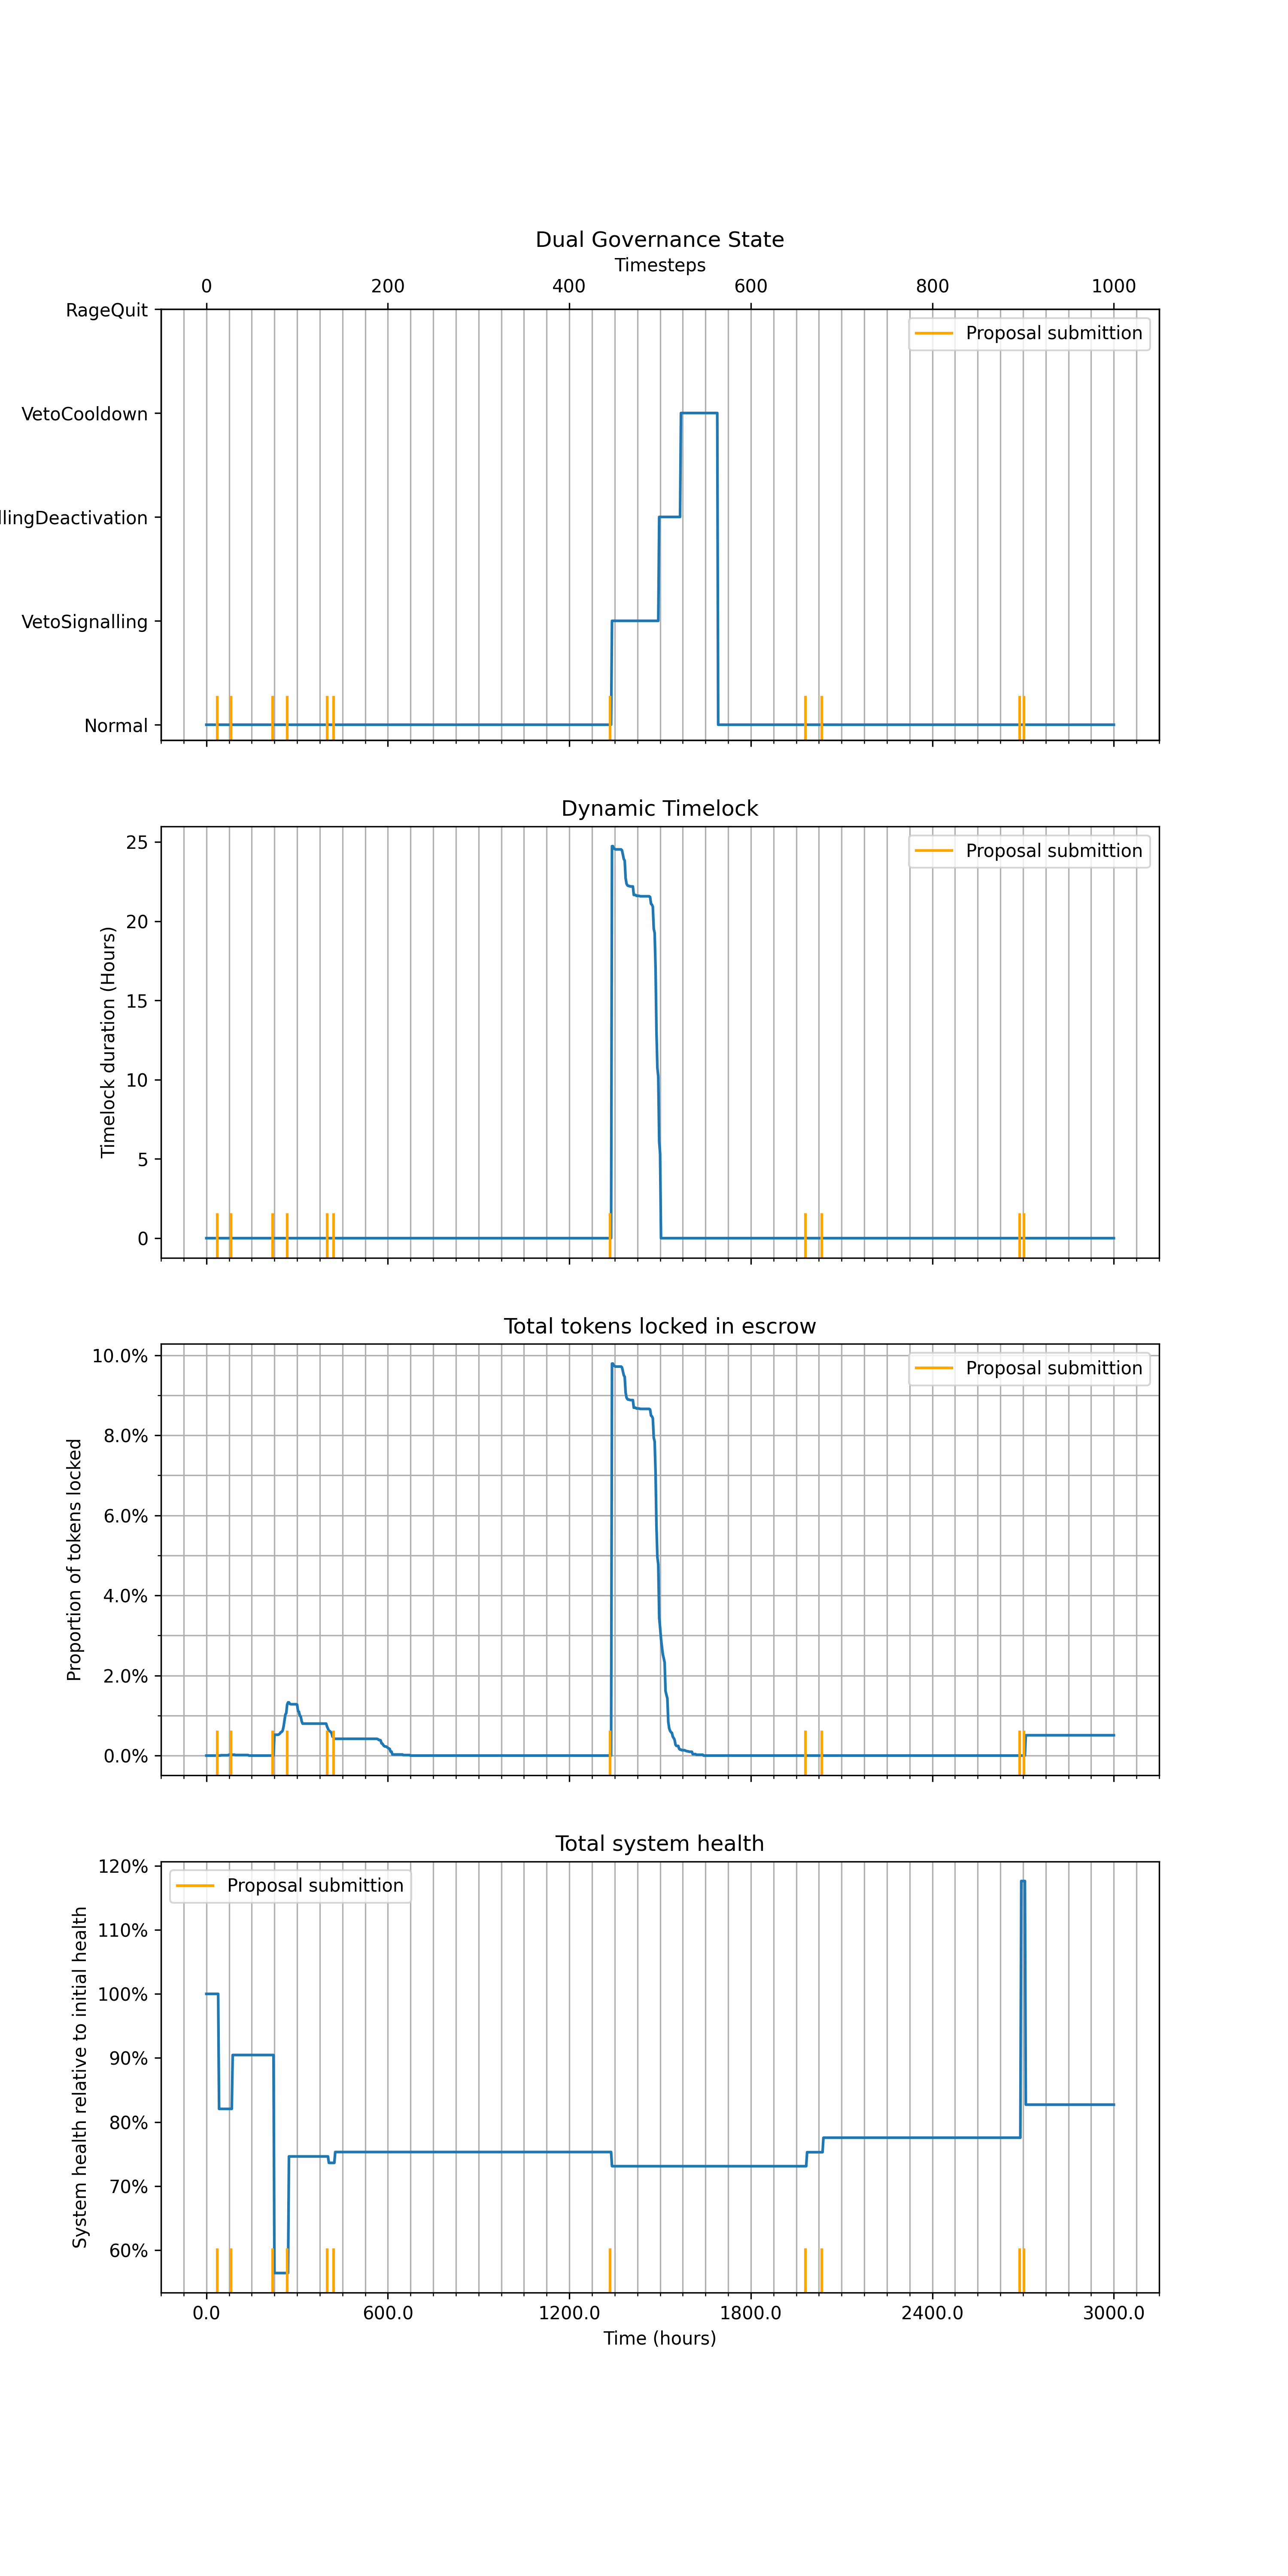 Dual Governance State
Timesteps
0 200 400 600 800 1000
RageQuit
VetoCooldown
llingDeactivation
VetoSignalling
Normal
Proposal submittion
Dynamic Timelock
Timelock duration (Hours)
25
20
15
10
5
0
Proposal submittion
Total tokens locked in escrow
Proportion of tokens locked
10.0%
8.0%
6.0%
4.0%
2.0%
0.0%
Proposal submittion
Total system health
System health relative to initial health
120%
110%
100%
90%
80%
70%
60%
Proposal submittion
0.0 600.0 1200.0 1800.0 2400.0 3000.0
Time (hours)